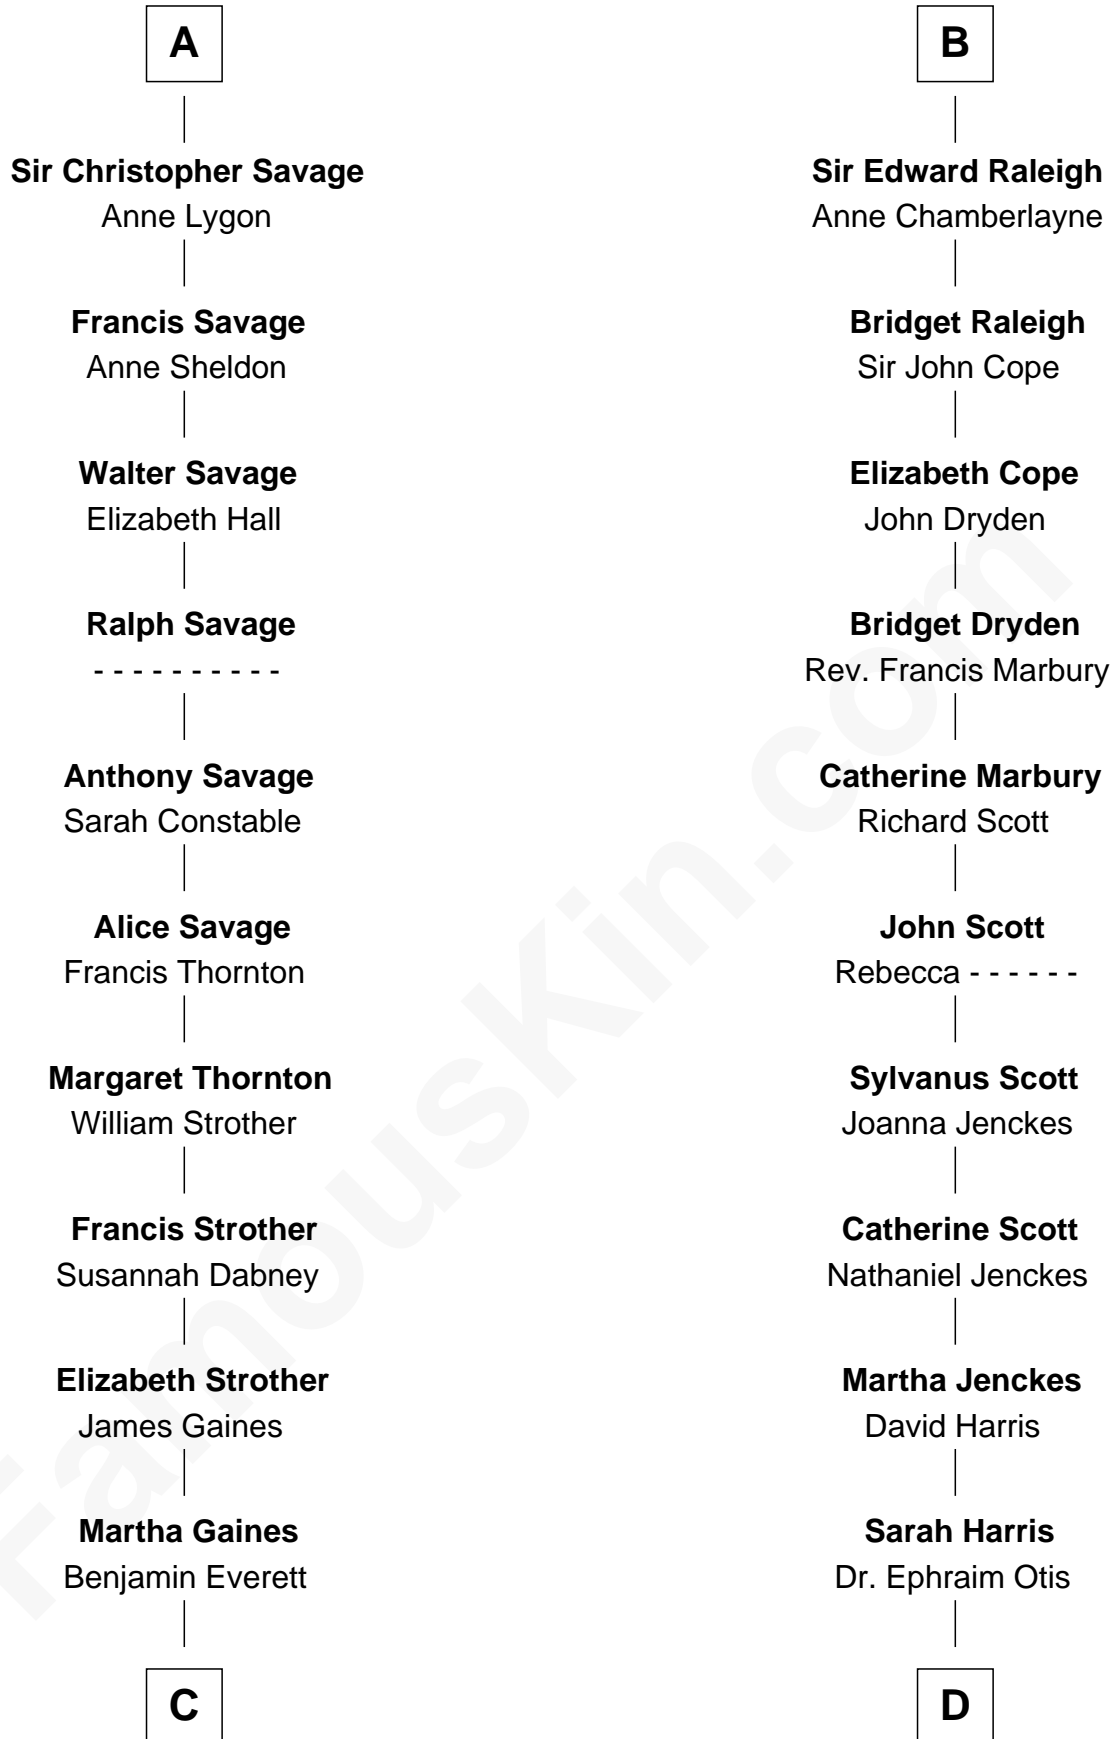 A
Sir Christopher Savage
Anne Lygon
Francis Savage
Anne Sheldon
Walter Savage
Elizabeth Hall
Ralph Savage
- - - - - - - - - -
Anthony Savage
Sarah Constable
Alice Savage
Francis Thornton
Margaret Thornton
William Strother
Francis Strother
Susannah Dabney
Elizabeth Strother
James Gaines
Martha Gaines
Benjamin Everett
C
B
Sir Edward Raleigh
Anne Chamberlayne
Bridget Raleigh
Sir John Cope
Elizabeth Cope
John Dryden
Bridget Dryden
Rev. Francis Marbury
Catherine Marbury
Richard Scott
John Scott
Rebecca - - - - - -
Sylvanus Scott
Joanna Jenckes
Catherine Scott
Nathaniel Jenckes
Martha Jenckes
David Harris
Sarah Harris
Dr. Ephraim Otis
D
FamousKin.com